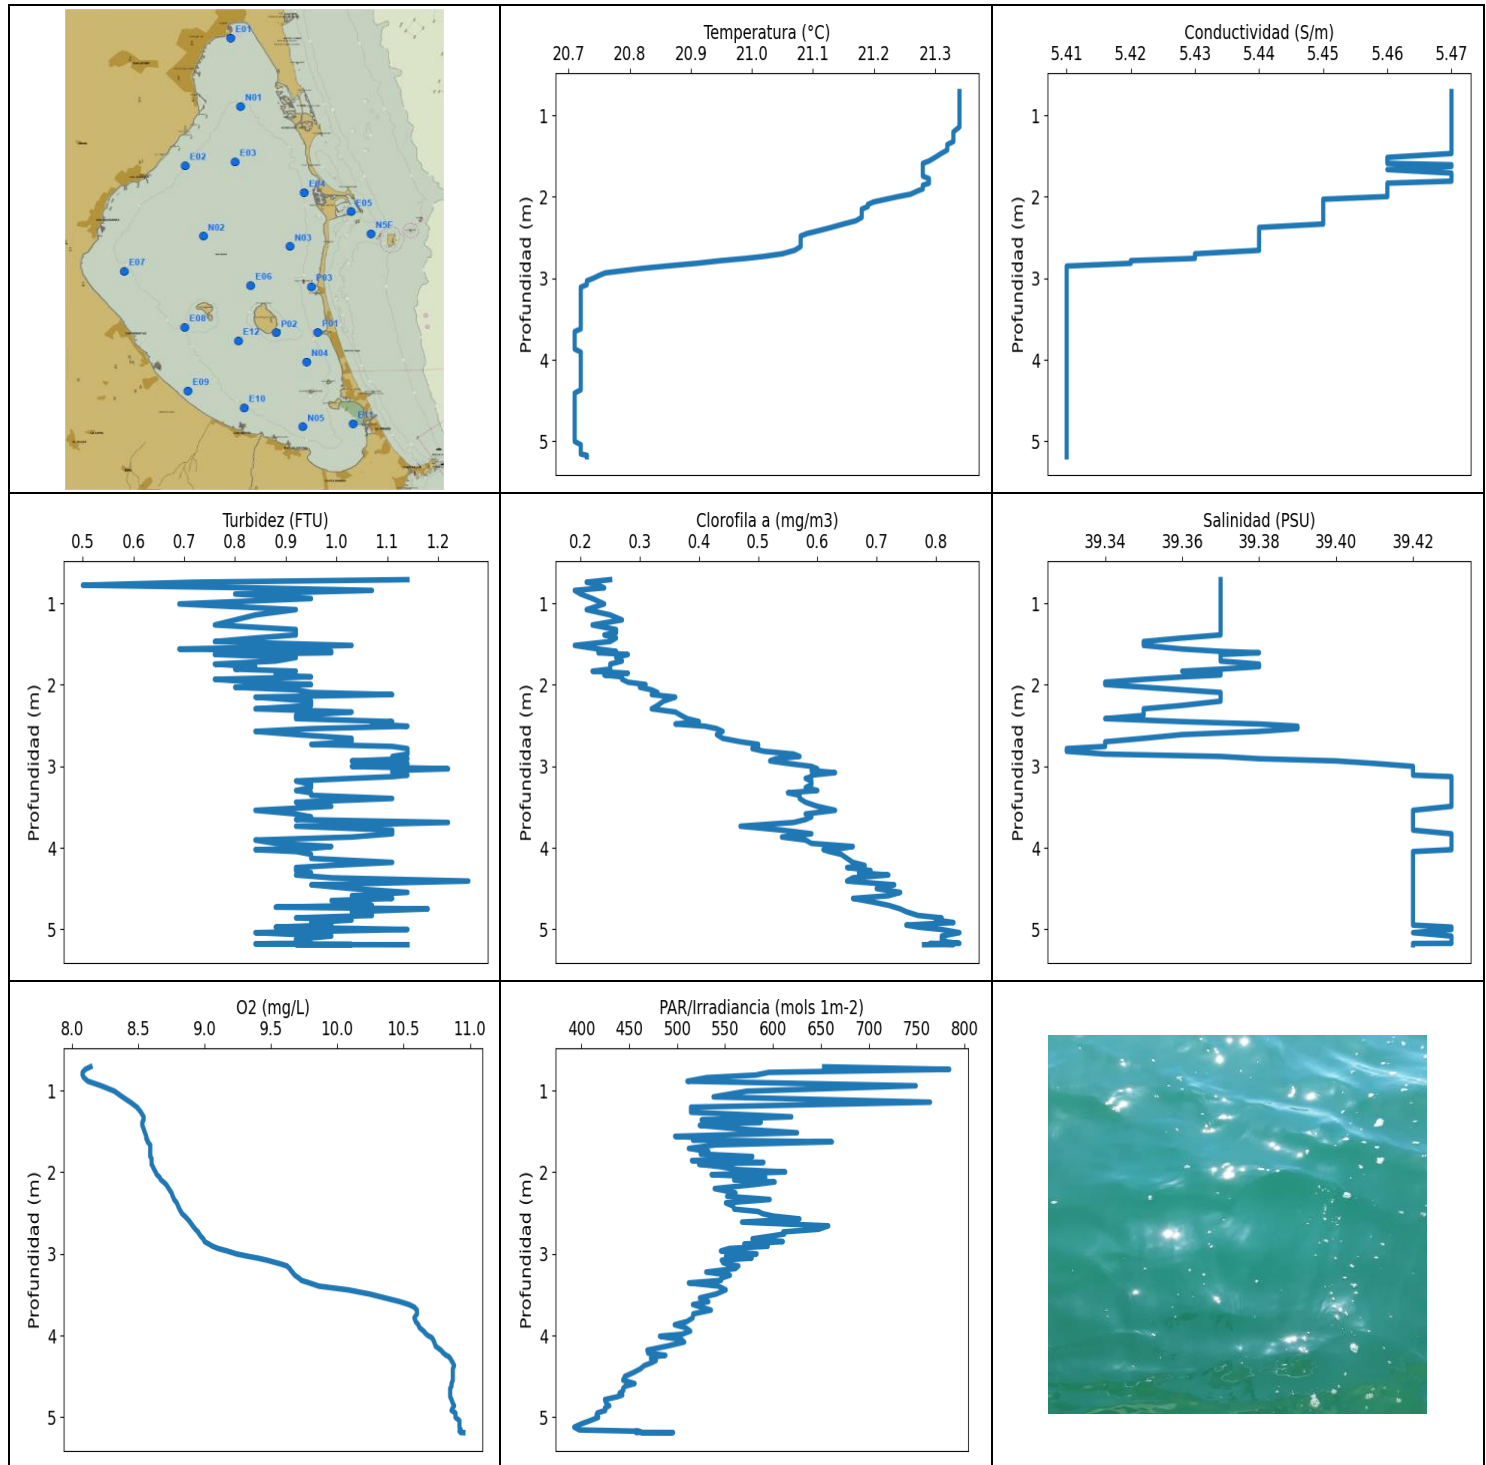 E01
N01
E02
E03
E04
E05
N5F
N02
N03
E07
E06
P03
E08
E12
P02
P01
N04
E09
E10
N05
E11
Temperatura (°C)
20.7 20.8 20.9 21.0 21.1 21.2 21.3
Profundidad (m)
1
2
3
4
5
Conductividad (S/m)
5.41 5.42 5.43 5.44 5.45 5.46 5.47
Profundidad (m)
1
2
3
4
5
Turbidez (FTU)
0.5 0.6 0.7 0.8 0.9 1.0 1.1 1.2
Profundidad (m)
1
2
3
4
5
Clorofila a (mg/m3)
0.2 0.3 0.4 0.5 0.6 0.7 0.8
Profundidad (m)
1
2
3
4
5
Salinidad (PSU)
39.34 39.36 39.38 39.40 39.42
Profundidad (m)
1
2
3
4
5
O2 (mg/L)
8.0 8.5 9.0 9.5 10.0 10.5 11.0
Profundidad (m)
1
2
3
4
5
PAR/Irradiancia (mols 1m-2)
400 450 500 550 600 650 700 750 800
Profundidad (m)
1
2
3
4
5